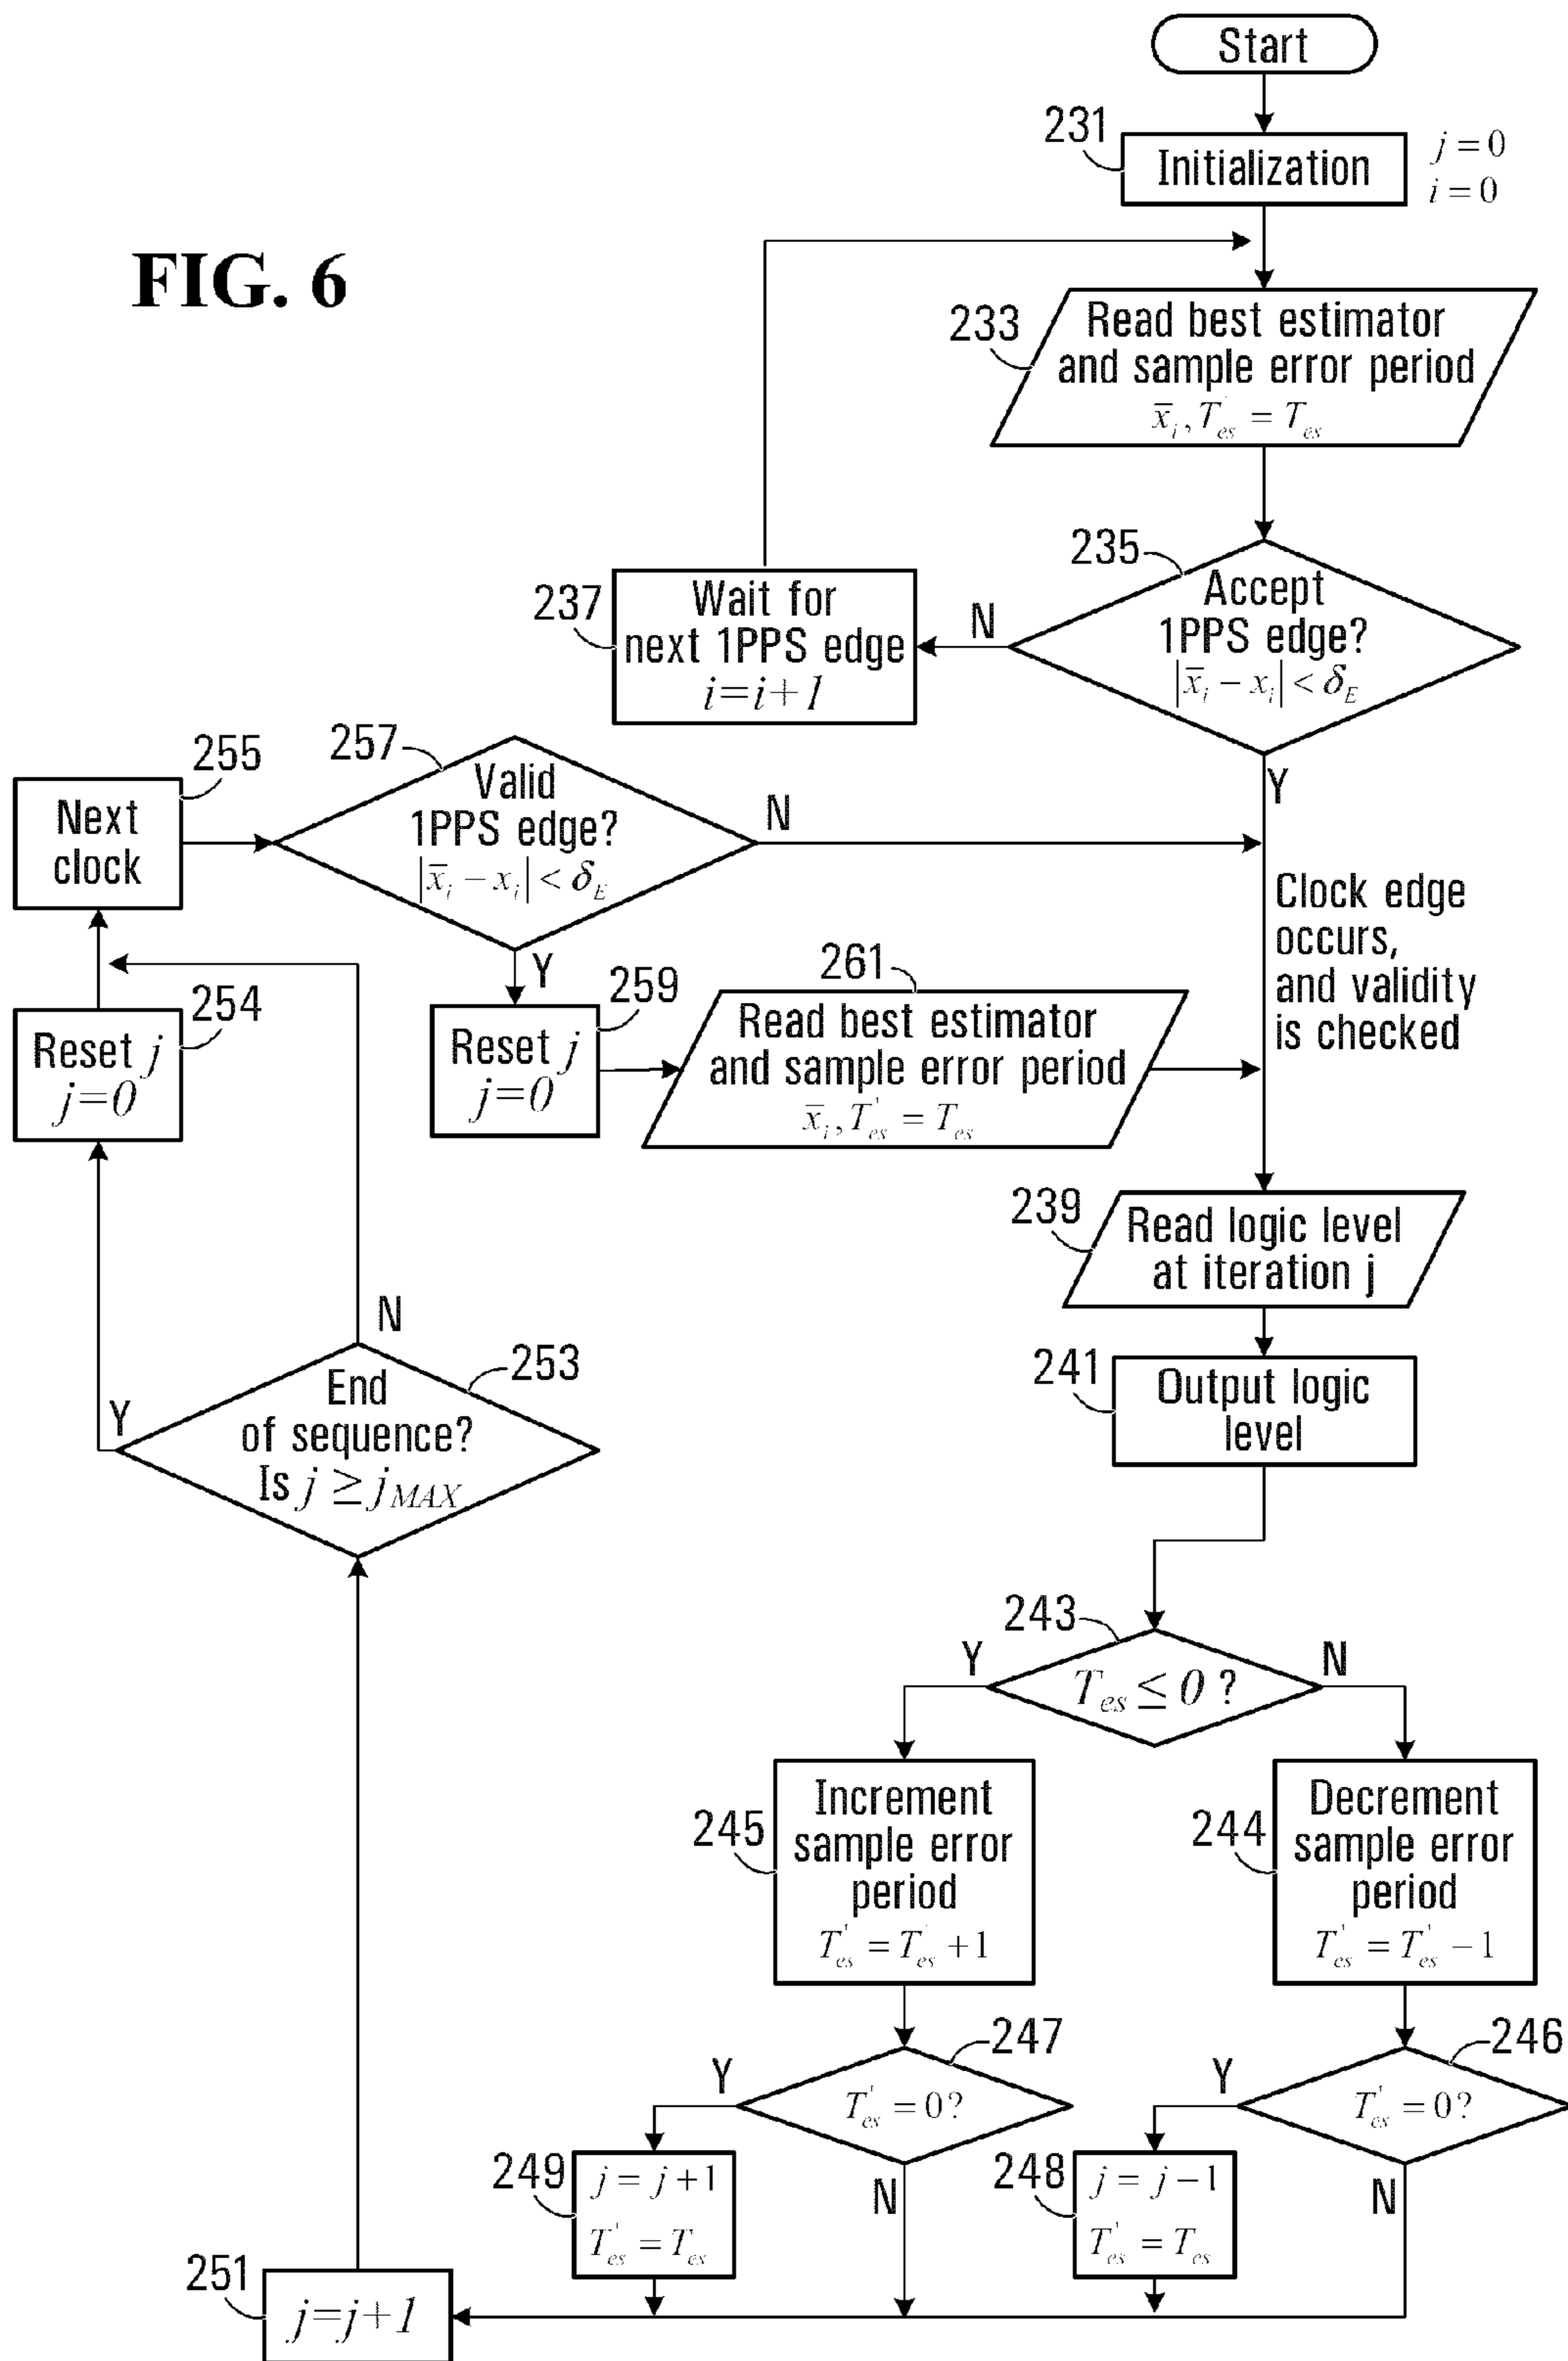 FIG. 6
Start
231
Initialization
j = 0
i = 0
233
Read best estimator
and sample error period
x̄ᵢ, T'ₑₛ = Tₑₛ
235
Accept
1PPS edge?
|x̄ᵢ − xᵢ| < δ_E
N
Y
237
Wait for
next 1PPS edge
i=i+1
255
Next
clock
257
Valid
1PPS edge?
|x̄ᵢ − xᵢ| < δ_E
N
Y
Clock edge
occurs,
and validity
is checked
254
Reset j
j=0
259
Reset j
j=0
261
Read best estimator
and sample error period
x̄ᵢ, T'ₑₛ = Tₑₛ
239
Read logic level
at iteration j
241
Output logic
level
253
End
of sequence?
Is j ≥ j_MAX
N
Y
243
Tₑₛ ≤ 0 ?
Y
N
245
Increment
sample error
period
T'ₑₛ = T'ₑₛ + 1
244
Decrement
sample error
period
T'ₑₛ = T'ₑₛ − 1
247
T'ₑₛ = 0?
Y
N
246
T'ₑₛ = 0?
Y
N
249
j = j + 1
T'ₑₛ = Tₑₛ
248
j = j − 1
T'ₑₛ = Tₑₛ
251
j=j+1